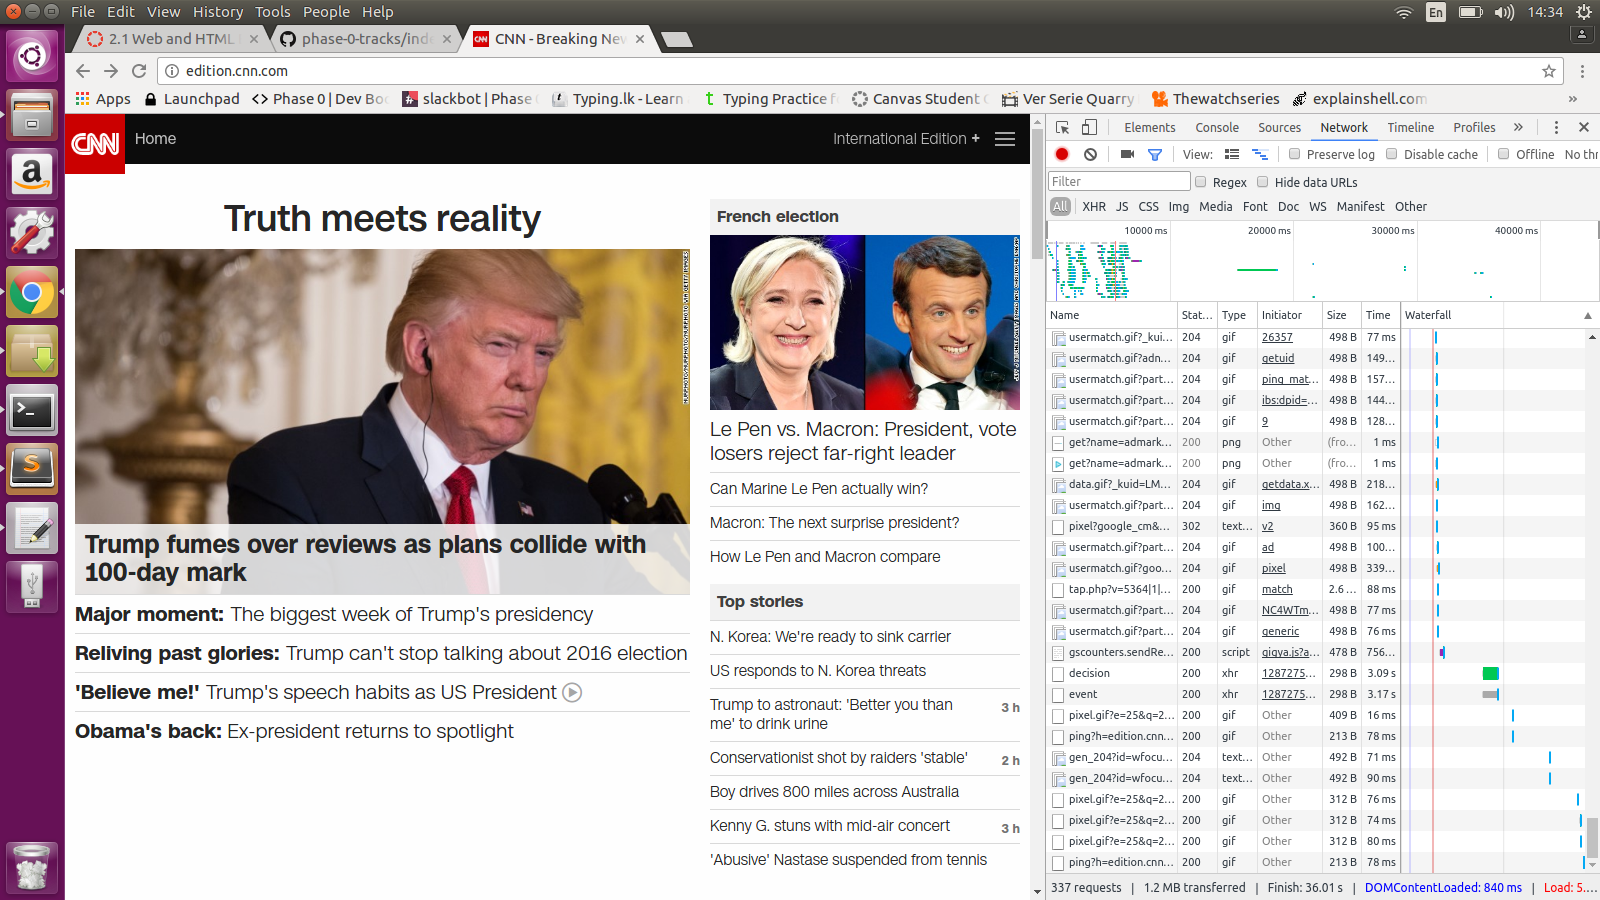 File Edit View History Tools People Help
En 14:34
2.1 Web and HTML
phase-0-tracks/inde
CNN - Breaking Nev
edition.cnn.com
Apps Launchpad <> Phase 0 | Dev Boo slackbot | Phase Typing.lk - Learn Typing Practice f Canvas Student Ver Serie Quarry Thewatchseries explainshell.com »
CNN Home International Edition +
Truth meets reality
Trump fumes over reviews as plans collide with
100-day mark
Major moment: The biggest week of Trump's presidency
Reliving past glories: Trump can't stop talking about 2016 election
'Believe me!' Trump's speech habits as US President
Obama's back: Ex-president returns to spotlight
French election
Le Pen vs. Macron: President, vote
losers reject far-right leader
Can Marine Le Pen actually win?
Macron: The next surprise president?
How Le Pen and Macron compare
Top stories
N. Korea: We're ready to sink carrier
US responds to N. Korea threats
Trump to astronaut: 'Better you than
me' to drink urine 3 h
Conservationist shot by raiders 'stable' 2 h
Boy drives 800 miles across Australia
Kenny G. stuns with mid-air concert 3 h
'Abusive' Nastase suspended from tennis
Elements Console Sources Network Timeline Profiles »
View: Preserve log Disable cache Offline No thr
Filter Regex Hide data URLs
All XHR JS CSS Img Media Font Doc WS Manifest Other
10000 ms 20000 ms 30000 ms 40000 ms
Name Stat... Type Initiator Size Time Waterfall
usermatch.gif?_kui... 204 gif 26357 498 B 77 ms
usermatch.gif?adn... 204 gif getuid 498 B 149...
usermatch.gif?part... 204 gif ping_mat... 498 B 157...
usermatch.gif?part... 204 gif ibs:dpid=... 498 B 144...
usermatch.gif?part... 204 gif 9 498 B 128...
get?name=admark... 200 png Other (fro... 1 ms
get?name=admark... 200 png Other (fro... 1 ms
data.gif?_kuid=LM... 204 gif getdata.x... 498 B 218...
usermatch.gif?part... 204 gif img 498 B 162...
pixel?google_cm&... 302 text... v2 360 B 95 ms
usermatch.gif?part... 204 gif ad 498 B 100...
usermatch.gif?goo... 204 gif pixel 498 B 339...
tap.php?v=5364|1|... 200 gif match 2.6 ... 88 ms
usermatch.gif?part... 204 gif NC4WTm... 498 B 77 ms
usermatch.gif?part... 204 gif generic 498 B 76 ms
gscounters.sendRe... 200 script gigya.js?a... 478 B 756...
decision 200 xhr 1287275... 298 B 3.09 s
event 200 xhr 1287275... 298 B 3.17 s
pixel.gif?e=25&q=2... 200 gif Other 409 B 16 ms
ping?h=edition.cnn... 200 gif Other 213 B 78 ms
gen_204?id=wfocu... 204 text... Other 492 B 71 ms
gen_204?id=wfocu... 204 text... Other 492 B 90 ms
pixel.gif?e=25&q=2... 200 gif Other 312 B 76 ms
pixel.gif?e=25&q=2... 200 gif Other 312 B 74 ms
pixel.gif?e=25&q=2... 200 gif Other 312 B 80 ms
ping?h=edition.cnn... 200 gif Other 213 B 78 ms
337 requests | 1.2 MB transferred | Finish: 36.01 s | DOMContentLoaded: 840 ms | Load: 5....